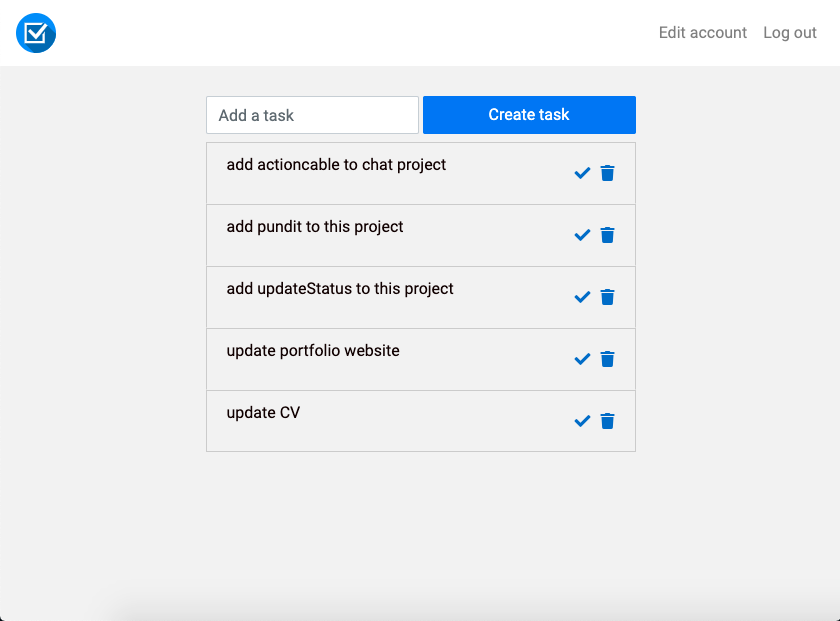 Edit account Log out
Add a task Create task
add actioncable to chat project
add pundit to this project
add updateStatus to this project
update portfolio website
update CV